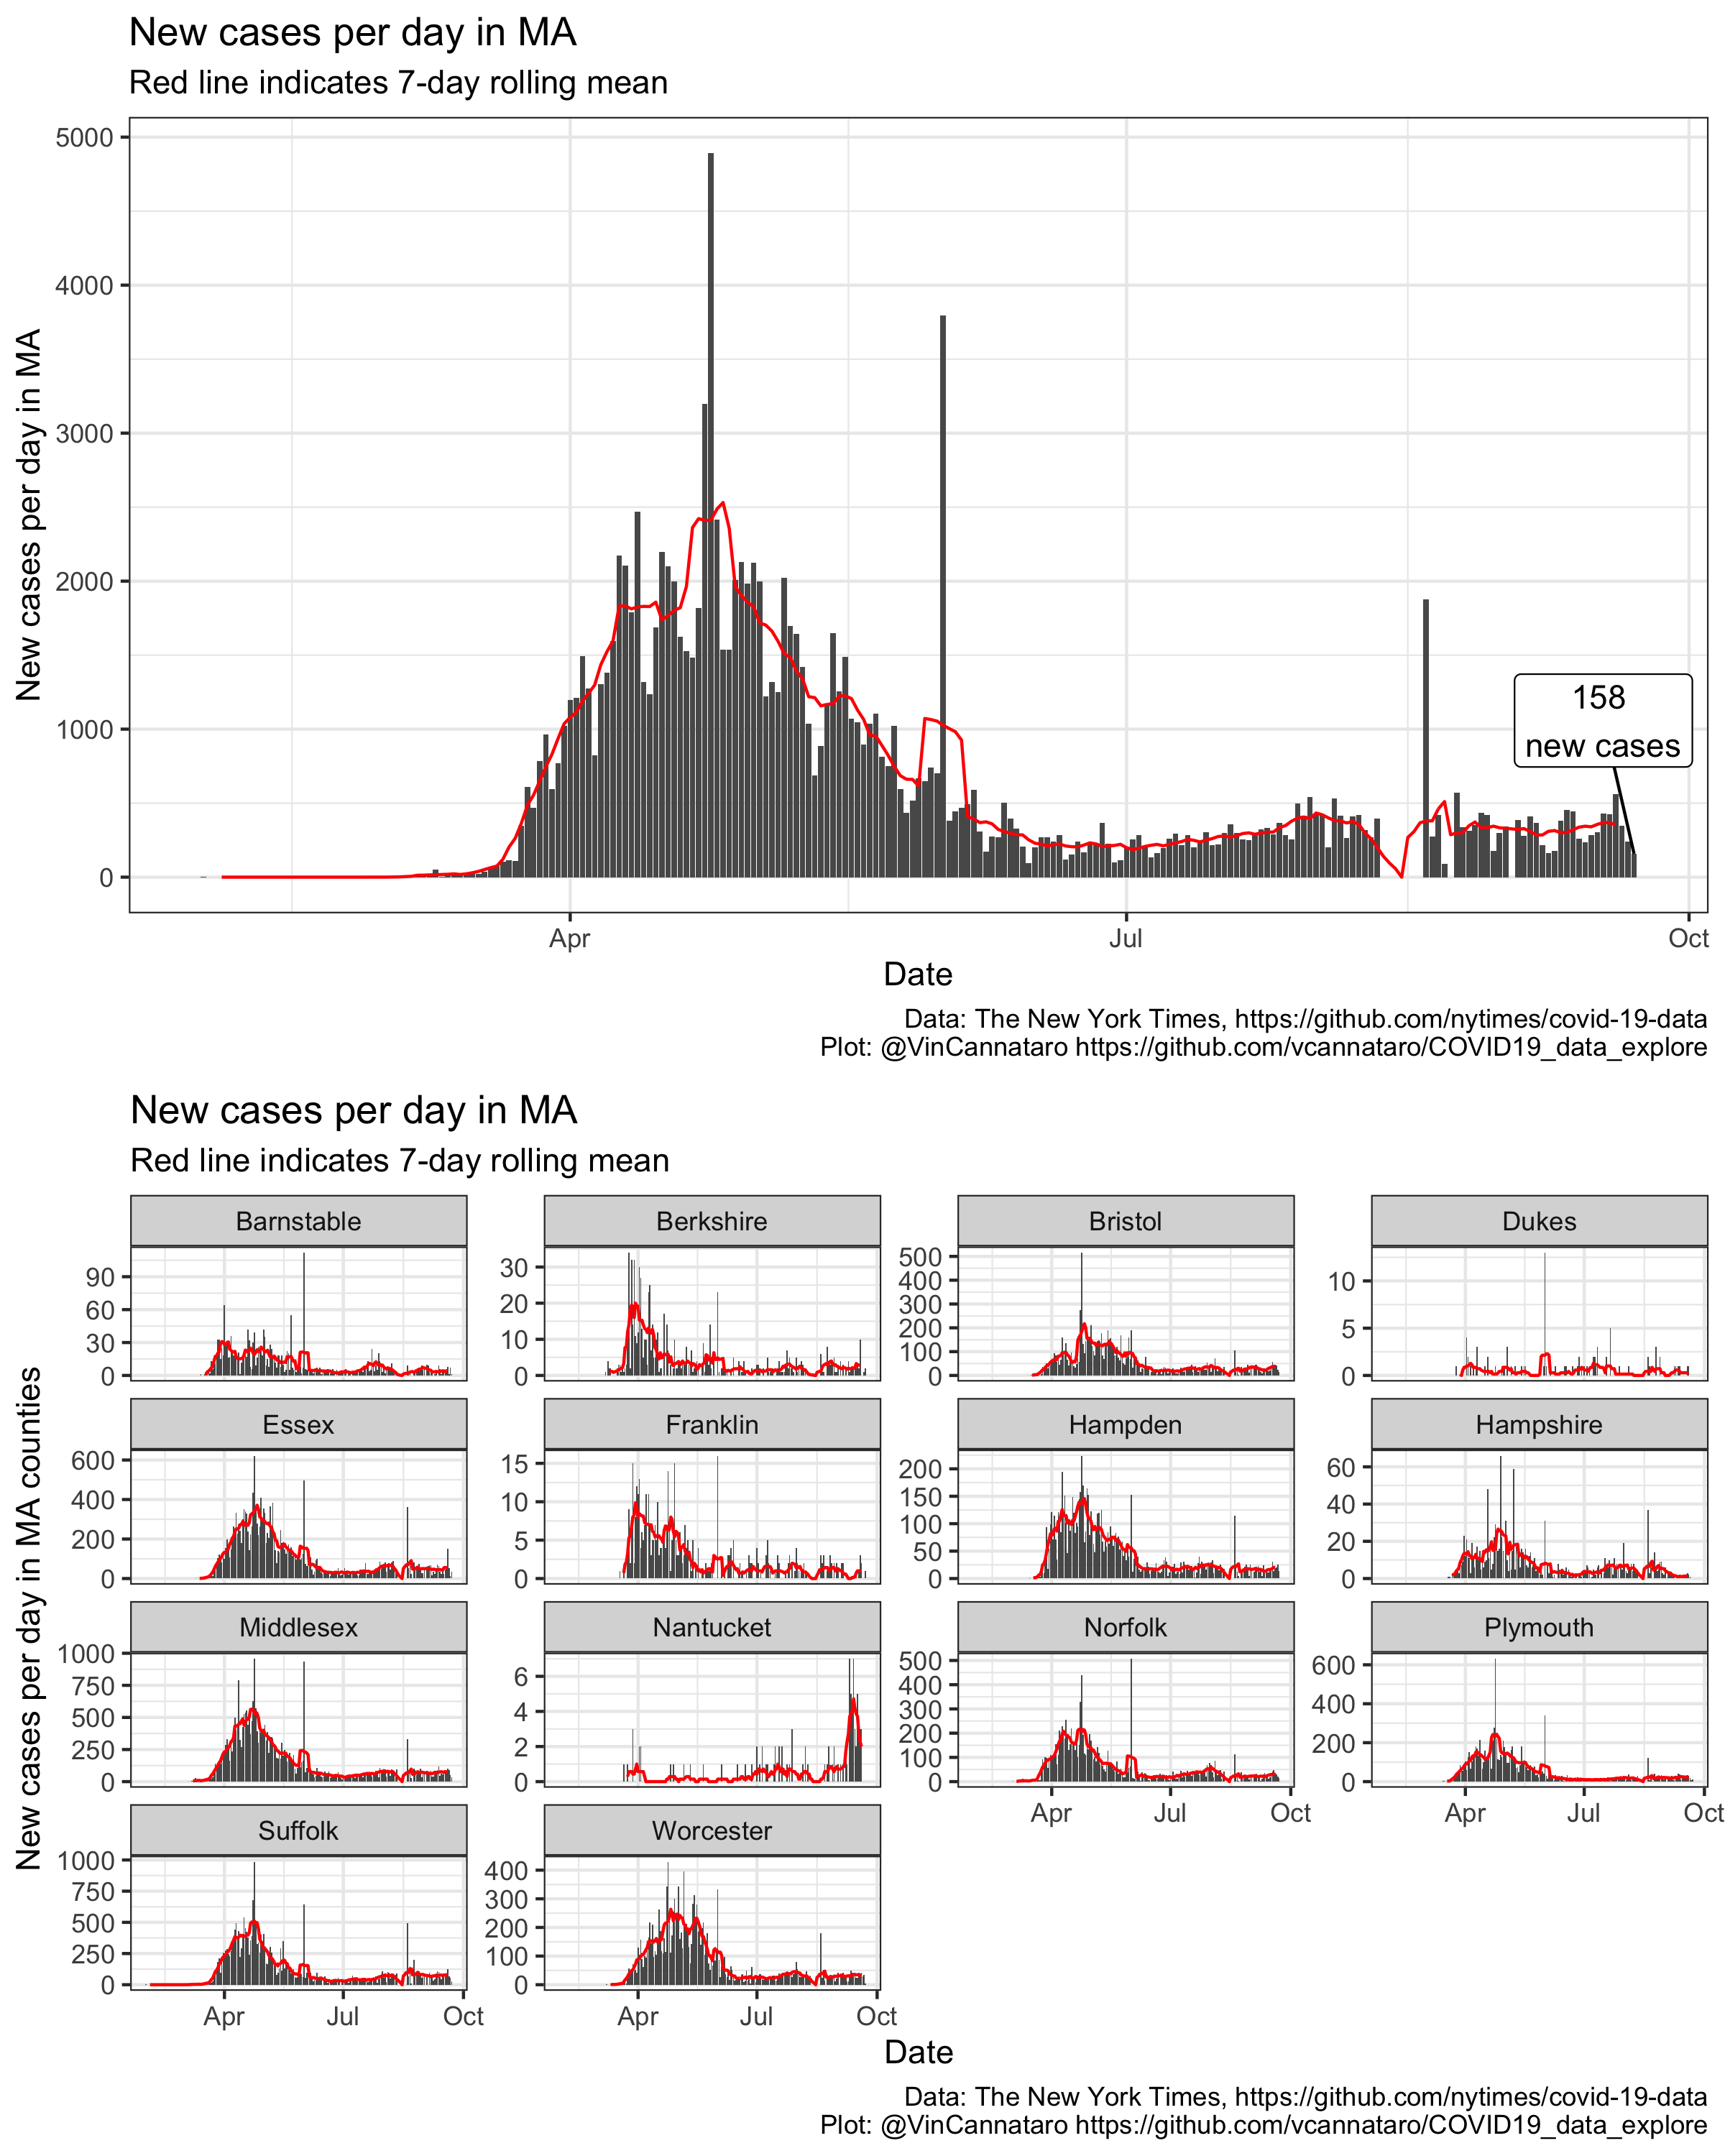 New cases per day in MA
Red line indicates 7-day rolling mean
New cases per day in MA
5000
4000
3000
2000
1000
0
158
new cases
Apr
Jul
Oct
Date
Data: The New York Times, https://github.com/nytimes/covid-19-data
Plot: @VinCannataro https://github.com/vcannataro/COVID19_data_explore
New cases per day in MA
Red line indicates 7-day rolling mean
New cases per day in MA counties
Barnstable
90
60
30
0
Berkshire
30
20
10
0
Bristol
500
400
300
200
100
0
Dukes
10
5
0
Essex
600
400
200
0
Franklin
15
10
5
0
Hampden
200
150
100
50
0
Hampshire
60
40
20
0
Middlesex
1000
750
500
250
0
Nantucket
6
4
2
0
Norfolk
500
400
300
200
100
0
Apr
Jul
Oct
Plymouth
600
400
200
0
Apr
Jul
Oct
Suffolk
1000
750
500
250
0
Apr
Jul
Oct
Worcester
400
300
200
100
0
Apr
Jul
Oct
Date
Data: The New York Times, https://github.com/nytimes/covid-19-data
Plot: @VinCannataro https://github.com/vcannataro/COVID19_data_explore